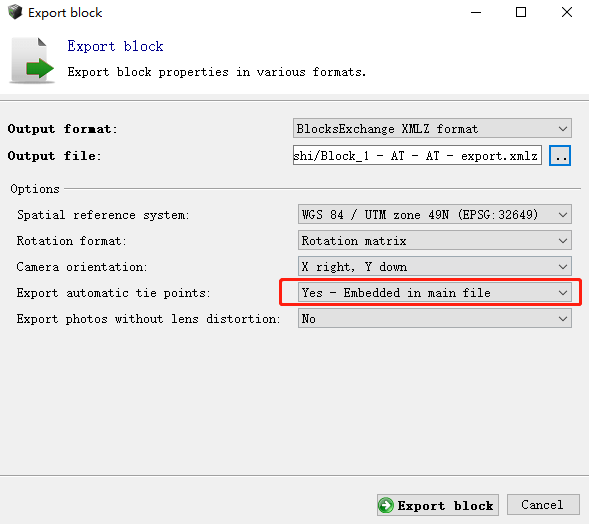 Export block
Export block
Export block properties in various formats.
Output format: BlocksExchange XMLZ format
Output file: shi/Block_1 - AT - AT - export.xmlz ..
Options
Spatial reference system: WGS 84 / UTM zone 49N (EPSG:32649)
Rotation format: Rotation matrix
Camera orientation: X right, Y down
Export automatic tie points: Yes - Embedded in main file
Export photos without lens distortion: No
Export block Cancel